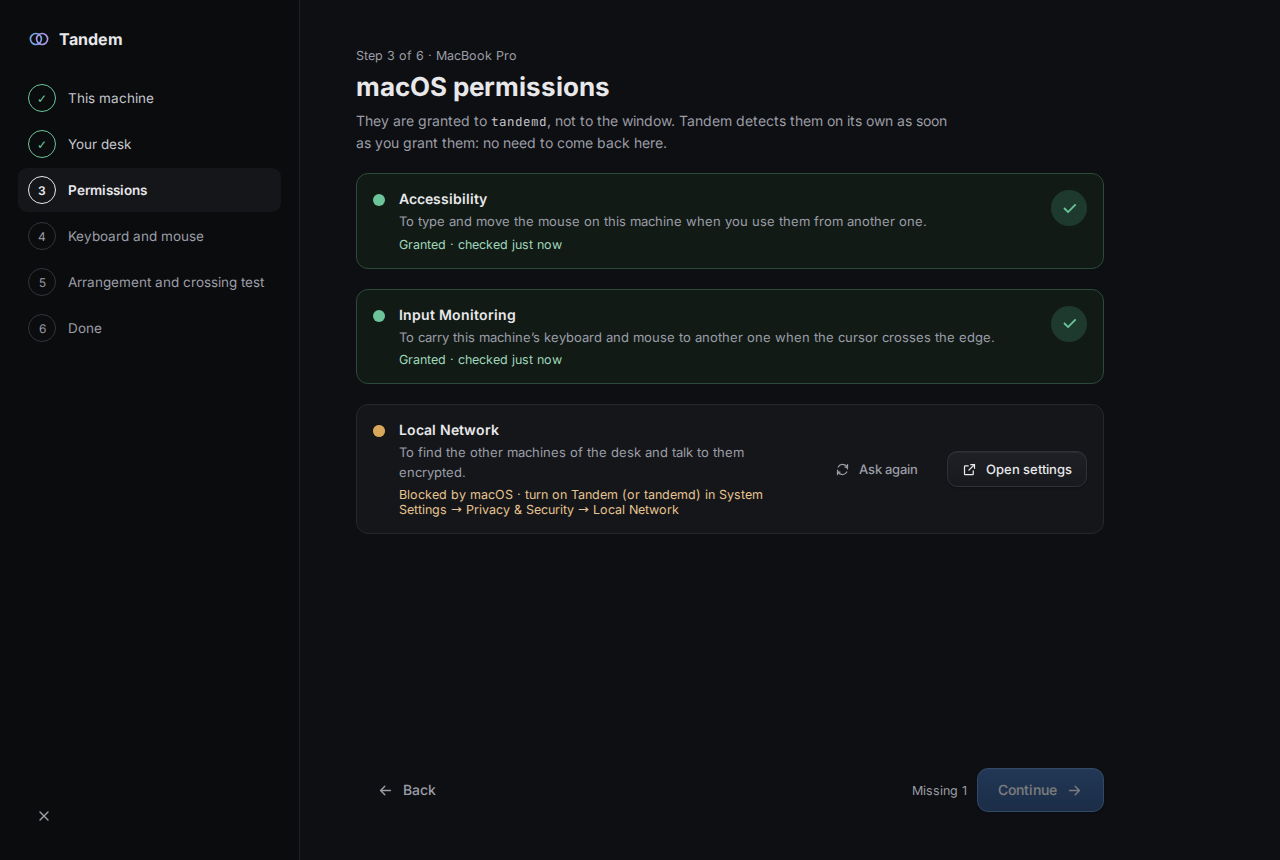 Tandem
✓ This machine
✓ Your desk
3 Permissions
4 Keyboard and mouse
5 Arrangement and crossing test
6 Done
Step 3 of 6 · MacBook Pro
macOS permissions
They are granted to tandemd, not to the window. Tandem detects them on its own as soon
as you grant them: no need to come back here.
Accessibility
To type and move the mouse on this machine when you use them from another one.
Granted · checked just now
Input Monitoring
To carry this machine’s keyboard and mouse to another one when the cursor crosses the edge.
Granted · checked just now
Local Network
To find the other machines of the desk and talk to them
encrypted.
Blocked by macOS · turn on Tandem (or tandemd) in System
Settings → Privacy & Security → Local Network
Ask again
Open settings
← Back
Missing 1
Continue →